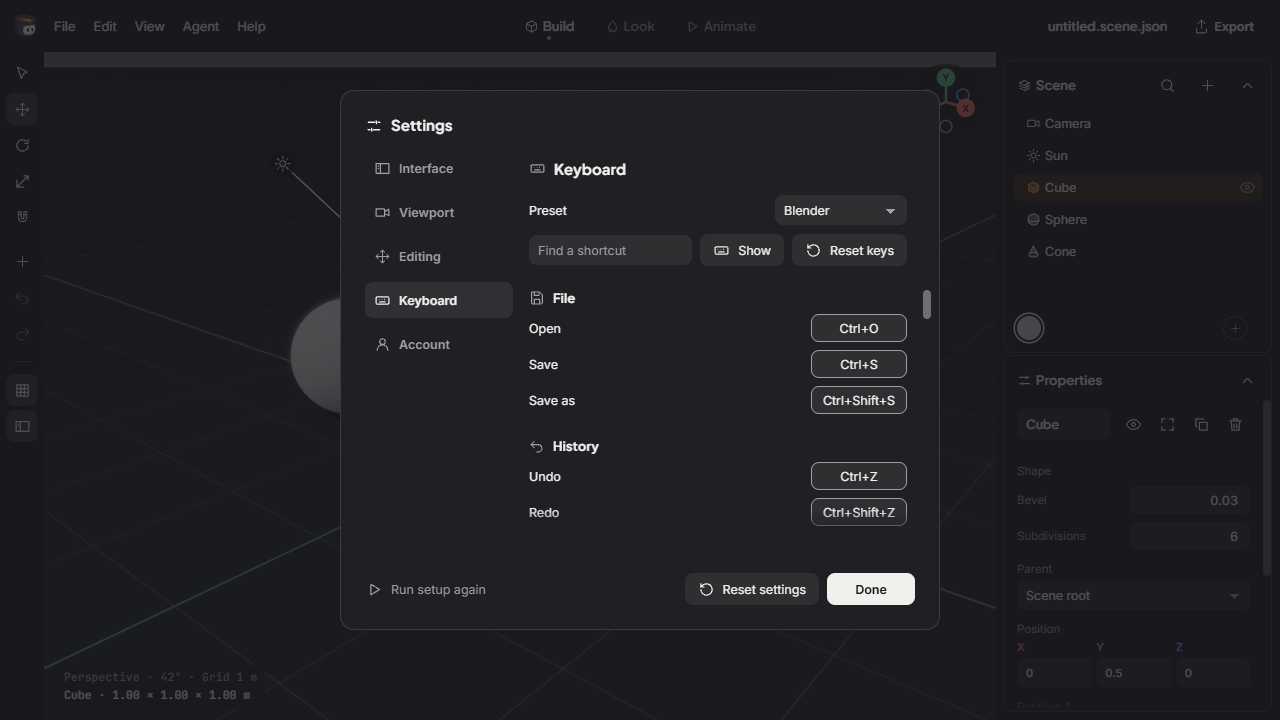 File Edit View Agent Help
Build Look Animate
untitled.scene.json Export
Y
X
Settings
Interface
Viewport
Editing
Keyboard
Account
Keyboard
Preset Blender
Find a shortcut Show Reset keys
File
Open Ctrl+O
Save Ctrl+S
Save as Ctrl+Shift+S
History
Undo Ctrl+Z
Redo Ctrl+Shift+Z
Run setup again Reset settings Done
Scene
Camera
Sun
Cube
Sphere
Cone
Properties
Cube
Shape
Bevel 0.03
Subdivisions 6
Parent
Scene root
Position
X Y Z
0 0.5 0
Rotation °
Perspective · 42° · Grid 1 m
Cube · 1.00 × 1.00 × 1.00 m